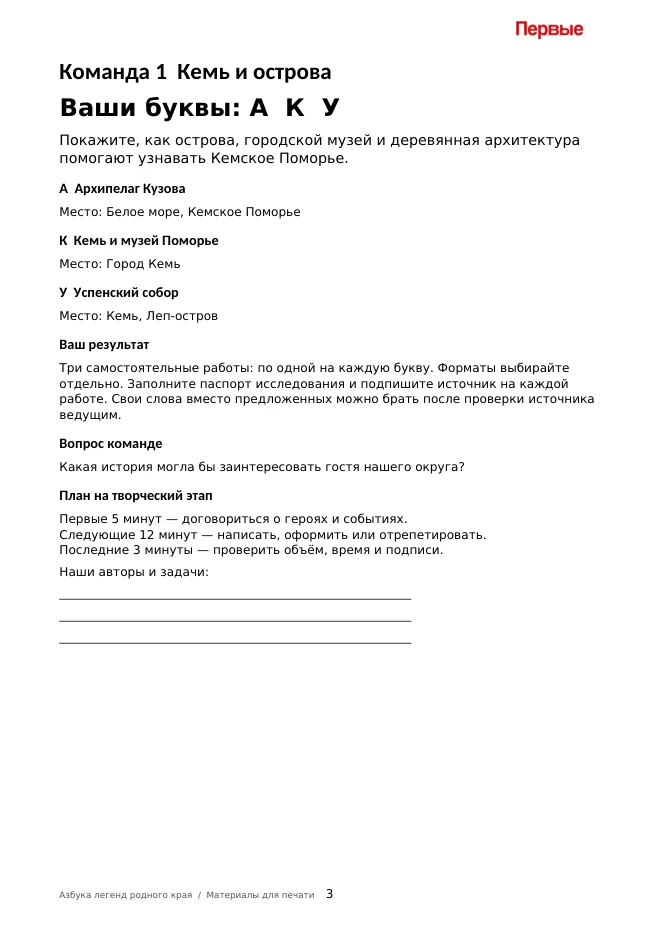 Первые
Команда 1 Кемь и острова
Ваши буквы: А К У
Покажите, как острова, городской музей и деревянная архитектура
помогают узнавать Кемское Поморье.
А Архипелаг Кузова
Место: Белое море, Кемское Поморье
К Кемь и музей Поморье
Место: Город Кемь
У Успенский собор
Место: Кемь, Леп-остров
Ваш результат
Три самостоятельные работы: по одной на каждую букву. Форматы выбирайте
отдельно. Заполните паспорт исследования и подпишите источник на каждой
работе. Свои слова вместо предложенных можно брать после проверки источника
ведущим.
Вопрос команде
Какая история могла бы заинтересовать гостя нашего округа?
План на творческий этап
Первые 5 минут — договориться о героях и событиях.
Следующие 12 минут — написать, оформить или отрепетировать.
Последние 3 минуты — проверить объём, время и подписи.
Наши авторы и задачи:
Азбука легенд родного края / Материалы для печати 3